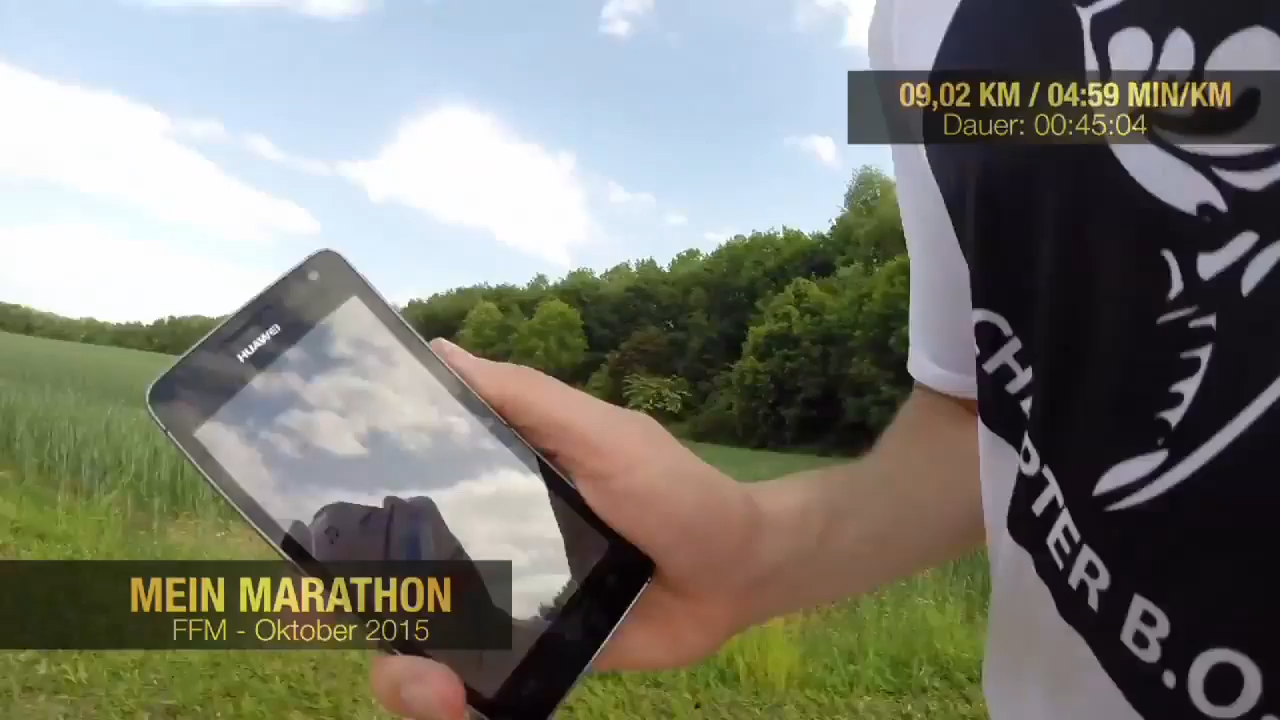 09,02 KM / 04:59 MIN/KM
Dauer: 00:45:04
HUAWEI
CHAPTER B.O.
MEIN MARATHON
FFM - Oktober 2015